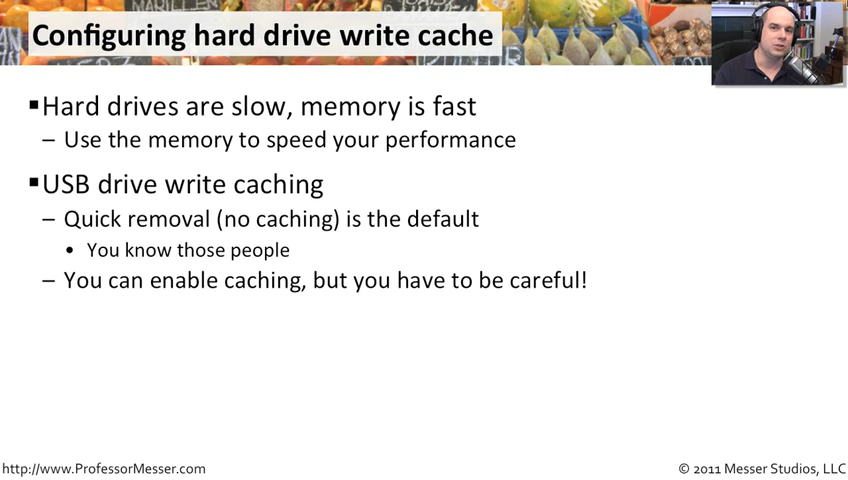 Configuring hard drive write cache
▪Hard drives are slow, memory is fast
– Use the memory to speed your performance
▪USB drive write caching
– Quick removal (no caching) is the default
• You know those people
– You can enable caching, but you have to be careful!
http://www.ProfessorMesser.com
© 2011 Messer Studios, LLC